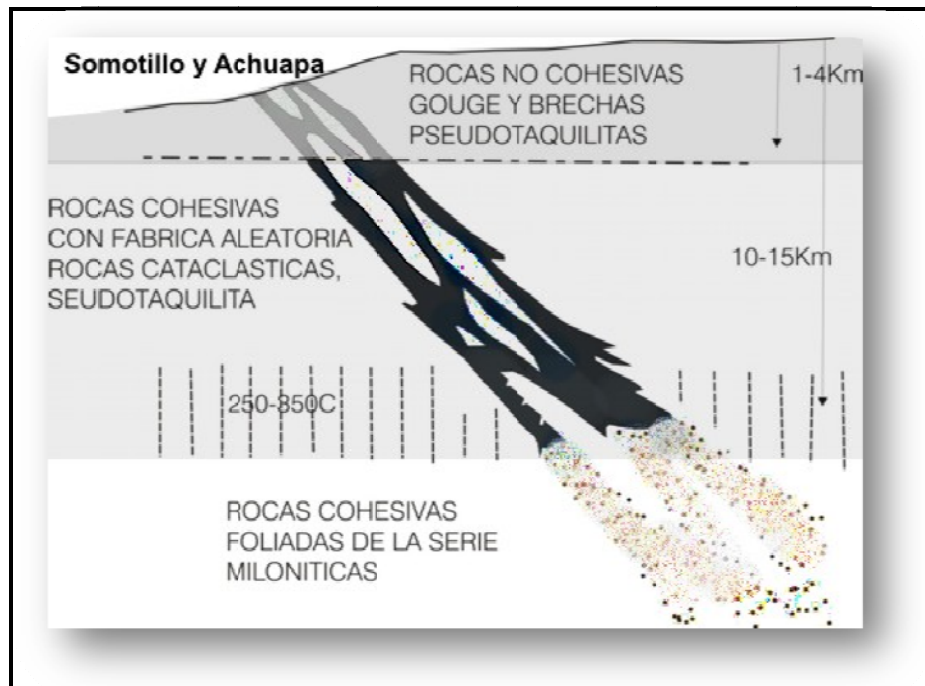 Somotillo y Achuapa
ROCAS NO COHESIVAS
GOUGE Y BRECHAS
PSEUDOTAQUILITAS
1-4Km
ROCAS COHESIVAS
CON FABRICA ALEATORIA
ROCAS CATACLASTICAS,
SEUDOTAQUILITA
10-15Km
250-350C
ROCAS COHESIVAS
FOLIADAS DE LA SERIE
MILONITICAS